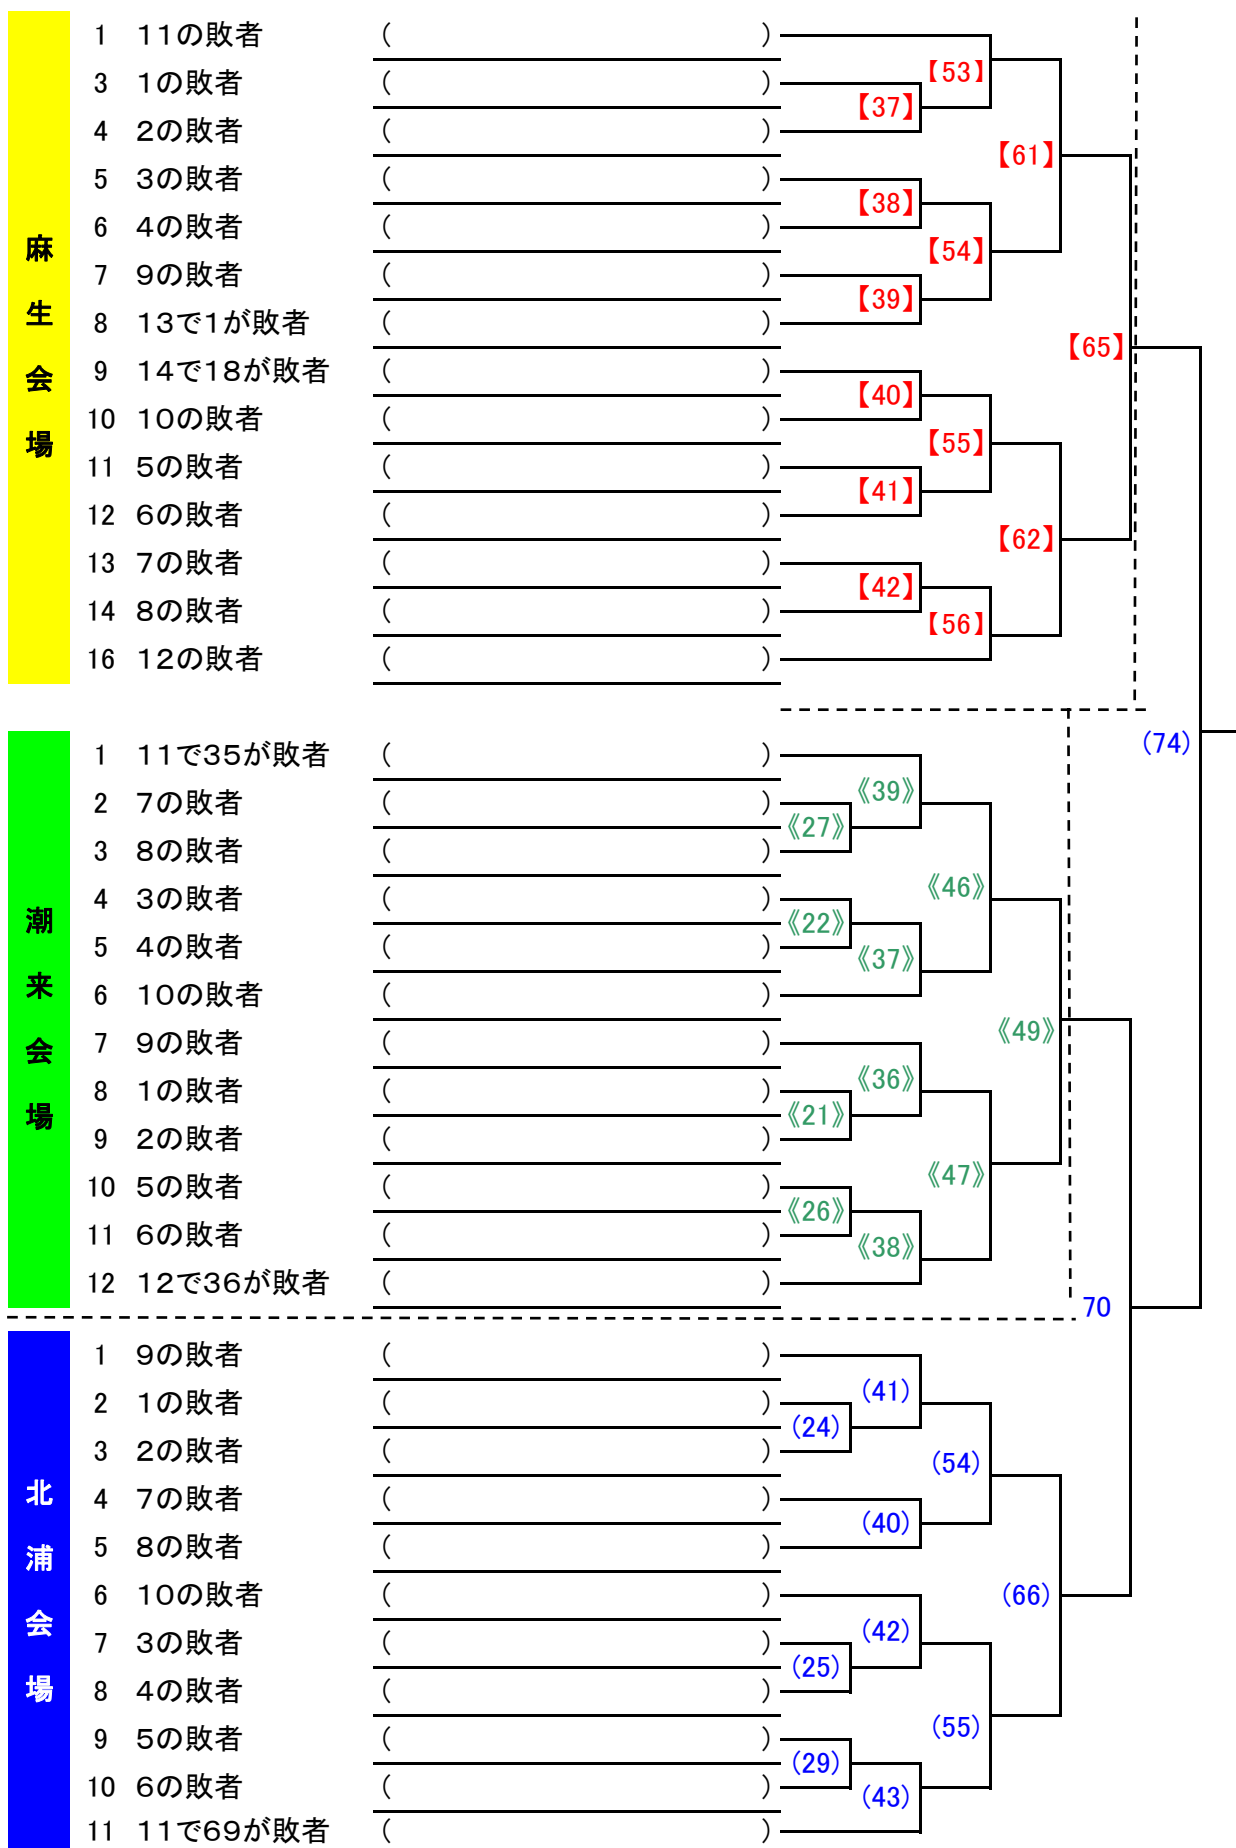 麻生会場
1 11の敗者 ( )
3 1の敗者 ( )
4 2の敗者 ( )
5 3の敗者 ( )
6 4の敗者 ( )
7 9の敗者 ( )
8 13で1が敗者 ( )
9 14で18が敗者 ( )
10 10の敗者 ( )
11 5の敗者 ( )
12 6の敗者 ( )
13 7の敗者 ( )
14 8の敗者 ( )
16 12の敗者 ( )
【53】
【37】
【61】
【38】
【54】
【39】
【65】
【40】
【55】
【41】
【62】
【42】
【56】
(74)
潮来会場
1 11で35が敗者 ( )
2 7の敗者 ( )
3 8の敗者 ( )
4 3の敗者 ( )
5 4の敗者 ( )
6 10の敗者 ( )
7 9の敗者 ( )
8 1の敗者 ( )
9 2の敗者 ( )
10 5の敗者 ( )
11 6の敗者 ( )
12 12で36が敗者 ( )
《39》
《27》
《46》
《22》
《37》
《49》
《36》
《21》
《47》
《26》
《38》
70
北浦会場
1 9の敗者 ( )
2 1の敗者 ( )
3 2の敗者 ( )
4 7の敗者 ( )
5 8の敗者 ( )
6 10の敗者 ( )
7 3の敗者 ( )
8 4の敗者 ( )
9 5の敗者 ( )
10 6の敗者 ( )
11 11で69が敗者 ( )
(41)
(24)
(54)
(40)
(66)
(42)
(25)
(55)
(29)
(43)